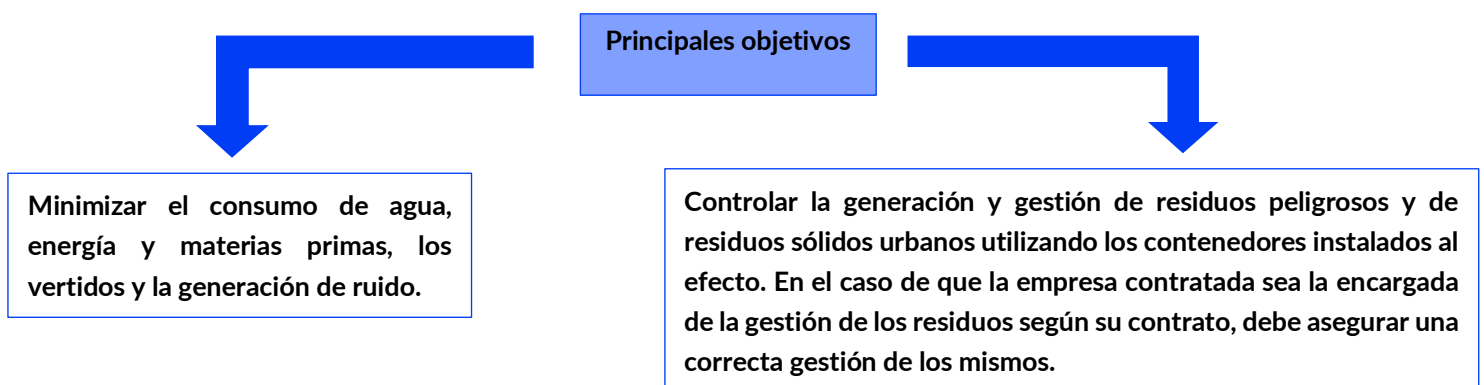 Principales objetivos
Minimizar el consumo de agua,
energía y materias primas, los
vertidos y la generación de ruido.
Controlar la generación y gestión de residuos peligrosos y de
residuos sólidos urbanos utilizando los contenedores instalados al
efecto. En el caso de que la empresa contratada sea la encargada
de la gestión de los residuos según su contrato, debe asegurar una
correcta gestión de los mismos.